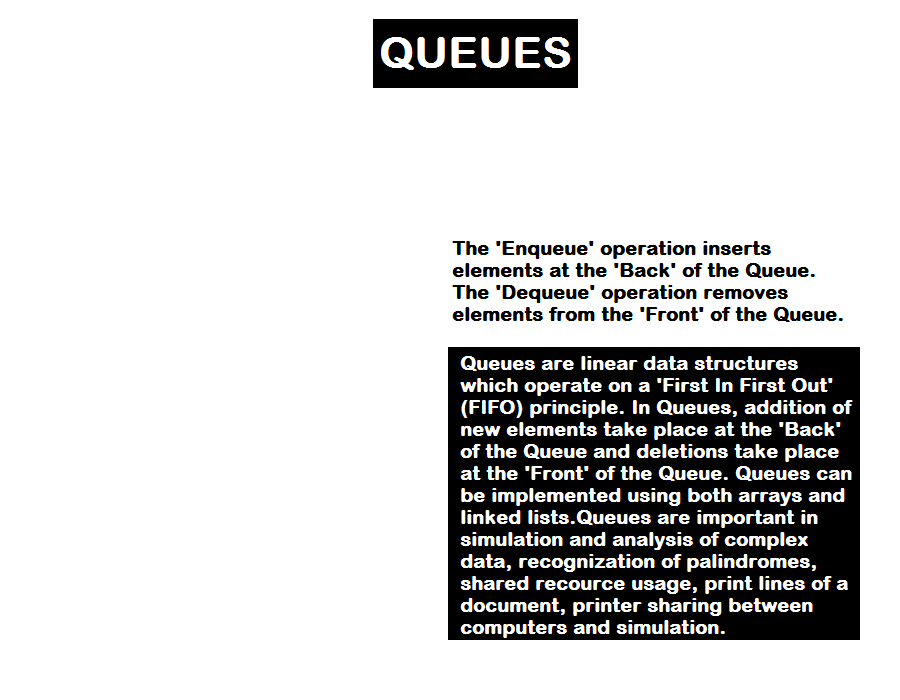 QUEUES
The 'Enqueue' operation inserts
elements at the 'Back' of the Queue.
The 'Dequeue' operation removes
elements from the 'Front' of the Queue.
Queues are linear data structures
which operate on a 'First In First Out'
(FIFO) principle. In Queues, addition of
new elements take place at the 'Back'
of the Queue and deletions take place
at the 'Front' of the Queue. Queues can
be implemented using both arrays and
linked lists.Queues are important in
simulation and analysis of complex
data, recognization of palindromes,
shared recource usage, print lines of a
document, printer sharing between
computers and simulation.